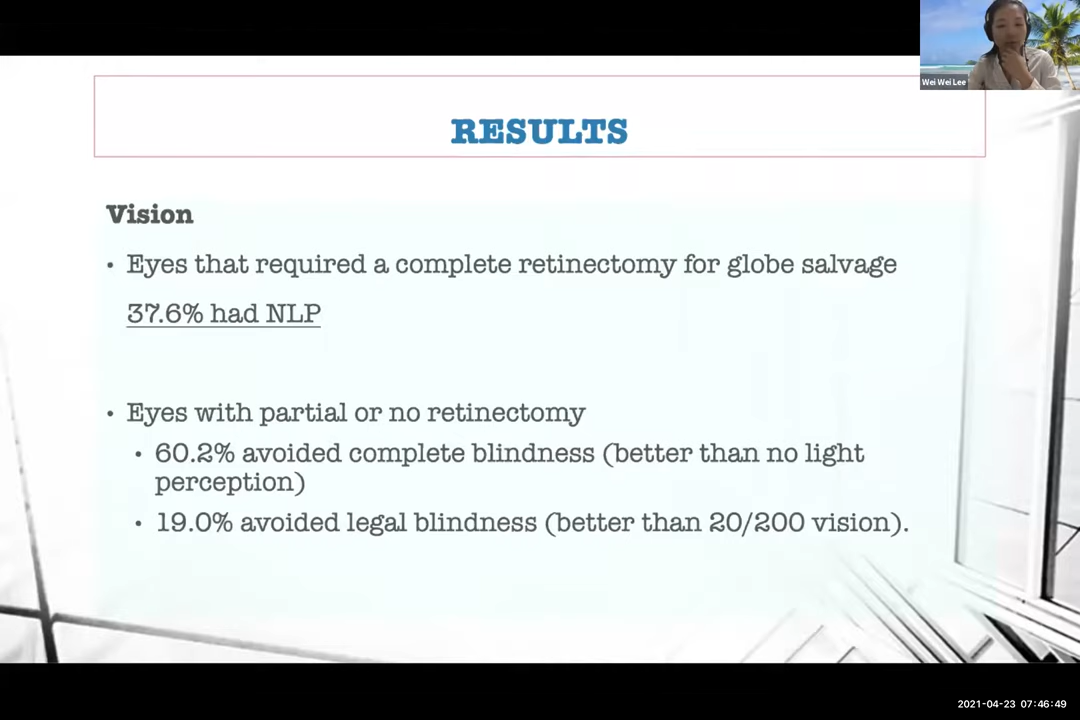 Wei Wei Lee
RESULTS
Vision
• Eyes that required a complete retinectomy for globe salvage
37.6% had NLP
• Eyes with partial or no retinectomy
• 60.2% avoided complete blindness (better than no light
perception)
• 19.0% avoided legal blindness (better than 20/200 vision).
2021-04-23 07:46:49